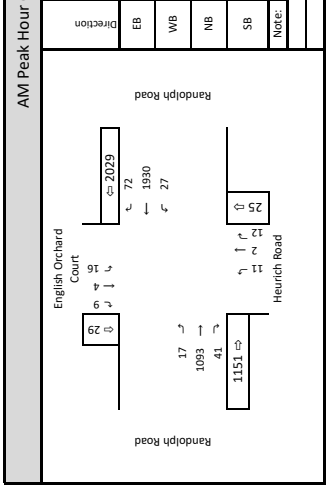 AM Peak Hour
Direction
EB
WB
NB
SB
Note:
Randolph Road
English Orchard
Court
29
9
4
16
2029
72
1930
27
17
1093
41
1151
11
2
12
25
Heurich Road
Randolph Road